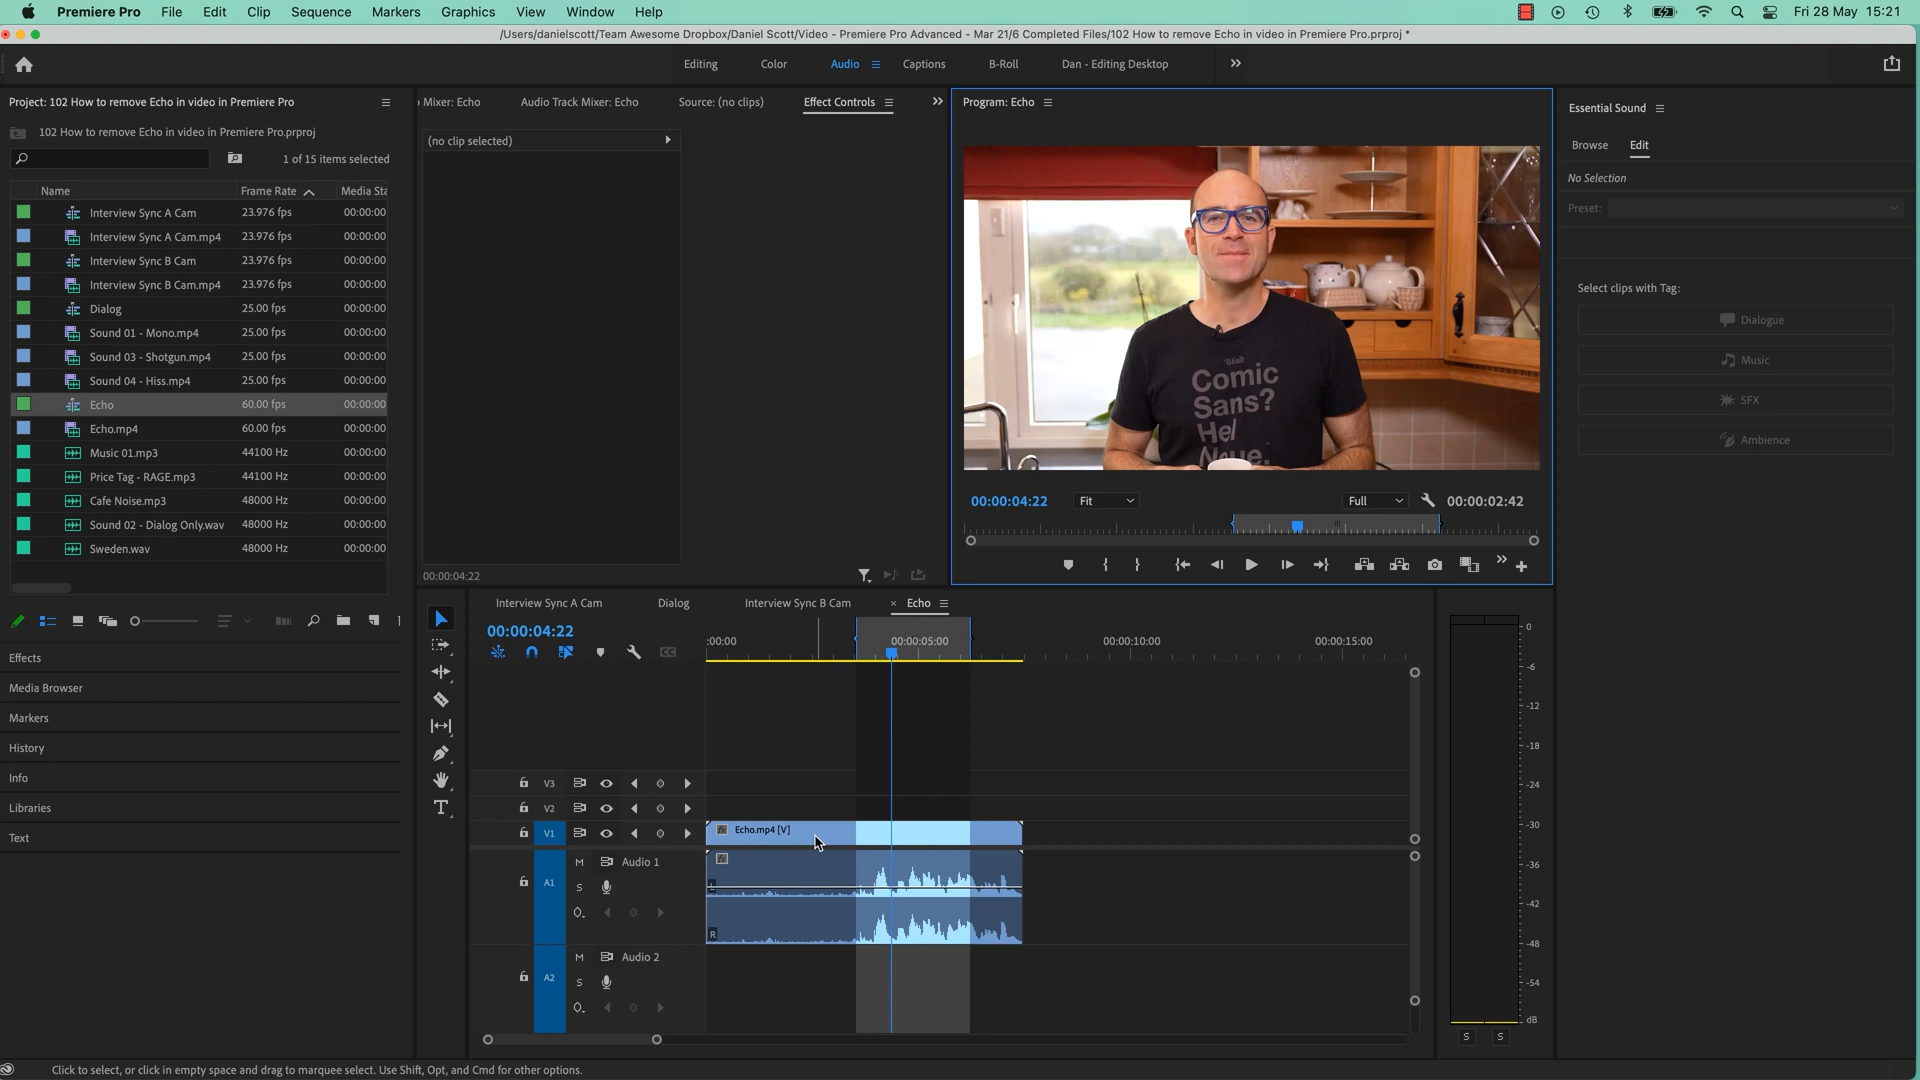 Premiere Pro File Edit Clip Sequence Markers Graphics View Window Help Fri 28 May 15:21
/Users/danielscott/Team Awesome Dropbox/Daniel Scott/Video - Premiere Pro Advanced - Mar 21/6 Completed Files/102 How to remove Echo in video in Premiere Pro.prproj *
Editing Color Audio Captions B-Roll Dan - Editing Desktop
Project: 102 How to remove Echo in video in Premiere Pro
102 How to remove Echo in video in Premiere Pro.prproj
1 of 15 items selected
Name Frame Rate Media Sta
Interview Sync A Cam 23.976 fps 00:00:00
Interview Sync A Cam.mp4 23.976 fps 00:00:00
Interview Sync B Cam 23.976 fps 00:00:00
Interview Sync B Cam.mp4 23.976 fps 00:00:00
Dialog 25.00 fps 00:00:00
Sound 01 - Mono.mp4 25.00 fps 00:00:00
Sound 03 - Shotgun.mp4 25.00 fps 00:00:00
Sound 04 - Hiss.mp4 25.00 fps 00:00:00
Echo 60.00 fps 00:00:00
Echo.mp4 60.00 fps 00:00:00
Music 01.mp3 44100 Hz 00:00:00
Price Tag - RAGE.mp3 44100 Hz 00:00:00
Cafe Noise.mp3 48000 Hz 00:00:00
Sound 02 - Dialog Only.wav 48000 Hz 00:00:00
Sweden.wav 48000 Hz 00:00:00
Effects
Media Browser
Markers
History
Info
Libraries
Text
Mixer: Echo Audio Track Mixer: Echo Source: (no clips) Effect Controls
(no clip selected)
00:00:04:22
Program: Echo
Comic
Sans?
Hel
Neue.
00:00:04:22 Fit Full 00:00:02:42
Essential Sound
Browse Edit
No Selection
Preset:
Select clips with Tag:
Dialogue
Music
SFX
Ambience
Interview Sync A Cam Dialog Interview Sync B Cam × Echo
00:00:04:22
:00:00 00:00:05:00 00:00:10:00 00:00:15:00
V3
V2
V1 Echo.mp4 [V]
M Audio 1
A1 S
L
R
M Audio 2
A2 S
0
-6
-12
-18
-24
-30
-36
-42
-48
-54
dB
S S
Click to select, or click in empty space and drag to marquee select. Use Shift, Opt, and Cmd for other options.